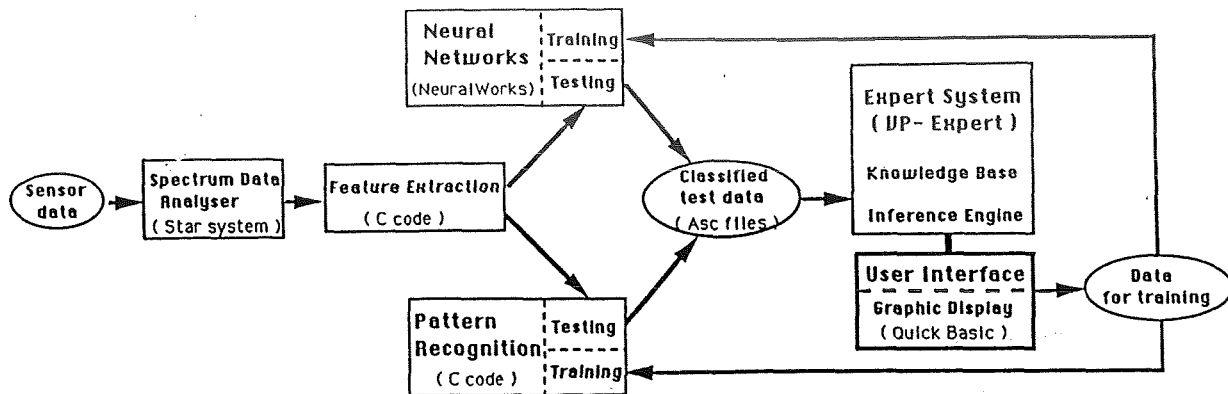 Sensor
data
Spectrum Data
Analyser
( Star system )
Feature Extraction
( C code )
Neural
Networks
(NeuralWorks)
Training
Testing
Pattern
Recognition
( C code )
Testing
Training
Classified
test data
( Asc files )
Expert System
( VP- Expert )
Knowledge Base
Inference Engine
User Interface
Graphic Display
( Quick Basic )
Data
for training